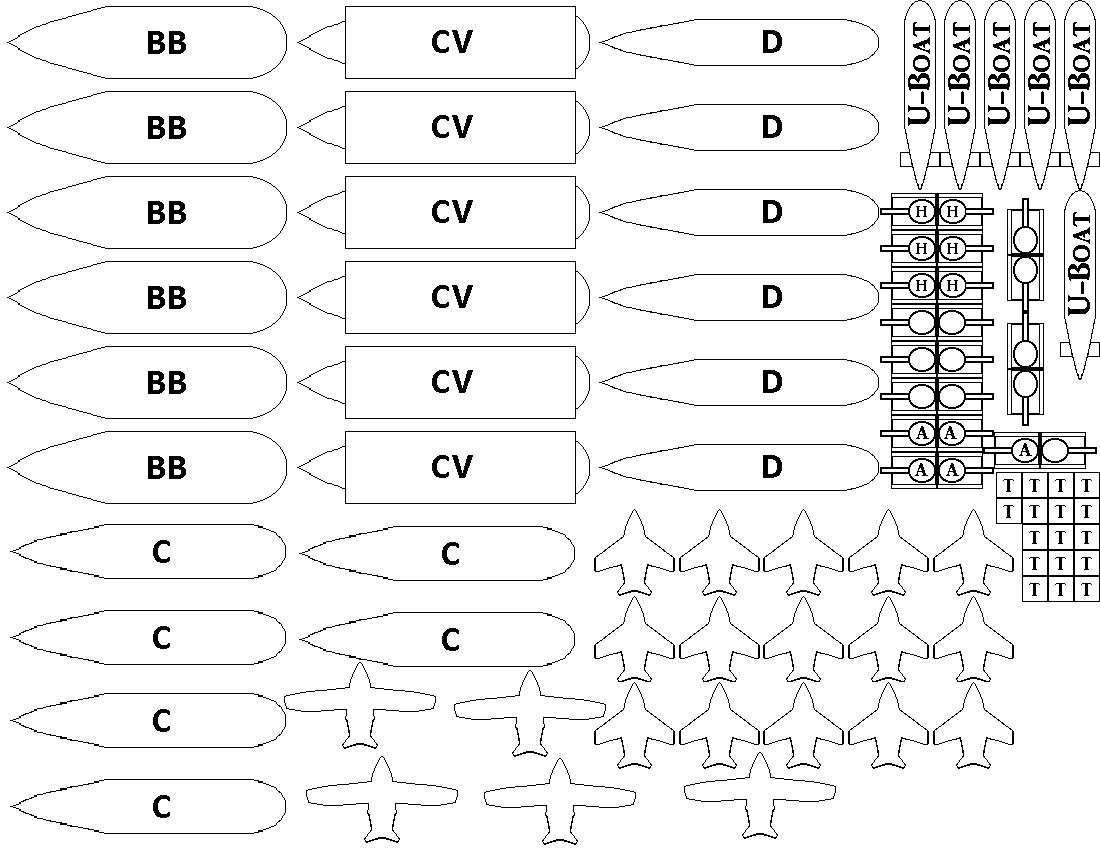 BB CV D U-BOAT U-BOAT U-BOAT U-BOAT U-BOAT
BB CV D
BB CV D H H U-BOAT
H H
BB CV D H H
BB CV D
A A
A
BB CV D A A
T T T T
T T T T
T T T
C C T T T
T T T
C C
C
C